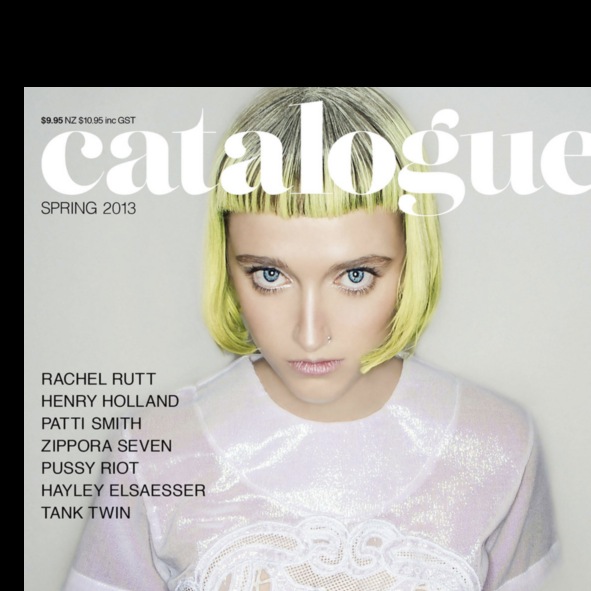 $9.95 NZ $10.95 inc GST
catalogue
SPRING 2013
RACHEL RUTT
HENRY HOLLAND
PATTI SMITH
ZIPPORA SEVEN
PUSSY RIOT
HAYLEY ELSAESSER
TANK TWIN